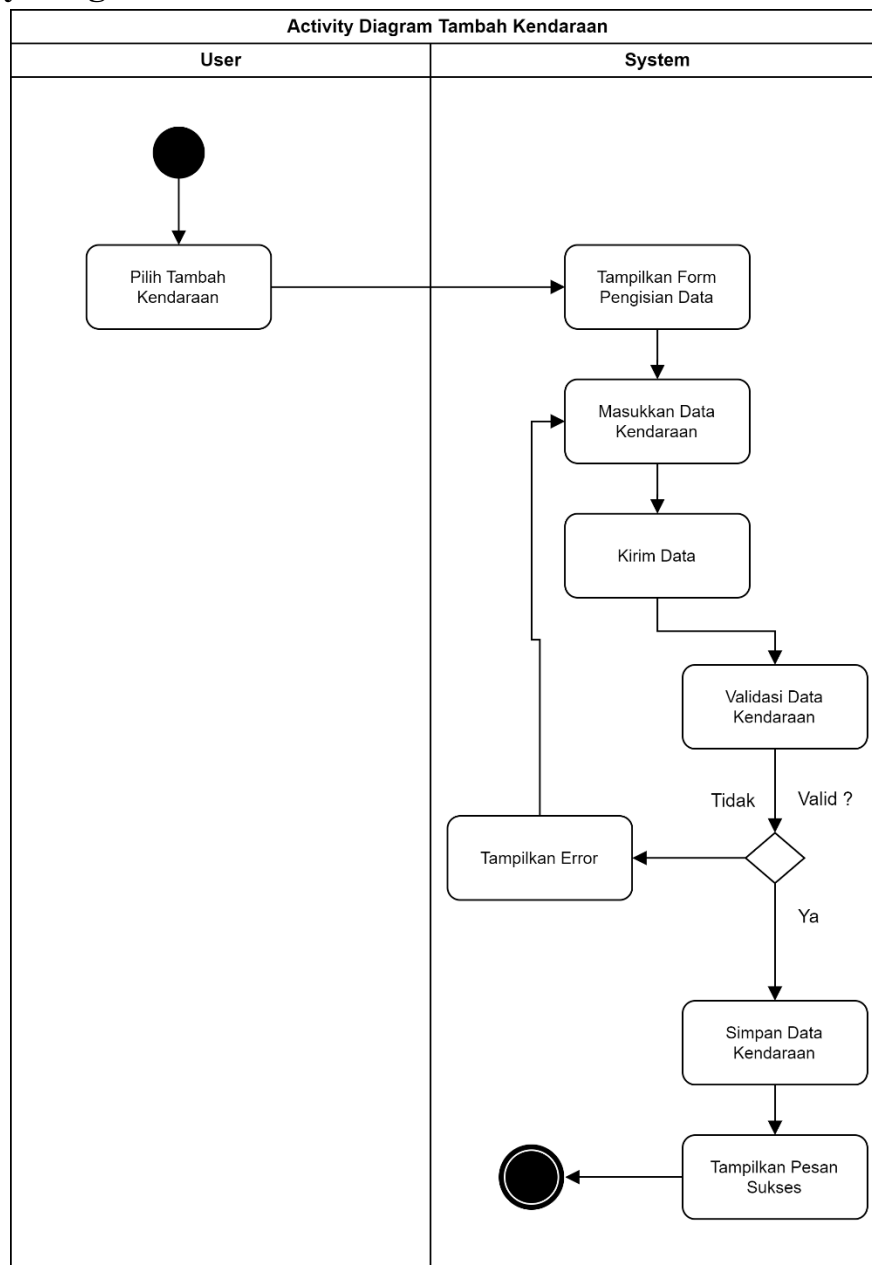 Activity Diagram Tambah Kendaraan
User
System
Pilih Tambah
Kendaraan
Tampilkan Form
Pengisian Data
Masukkan Data
Kendaraan
Kirim Data
Validasi Data
Kendaraan
Tidak
Valid ?
Tampilkan Error
Ya
Simpan Data
Kendaraan
Tampilkan Pesan
Sukses